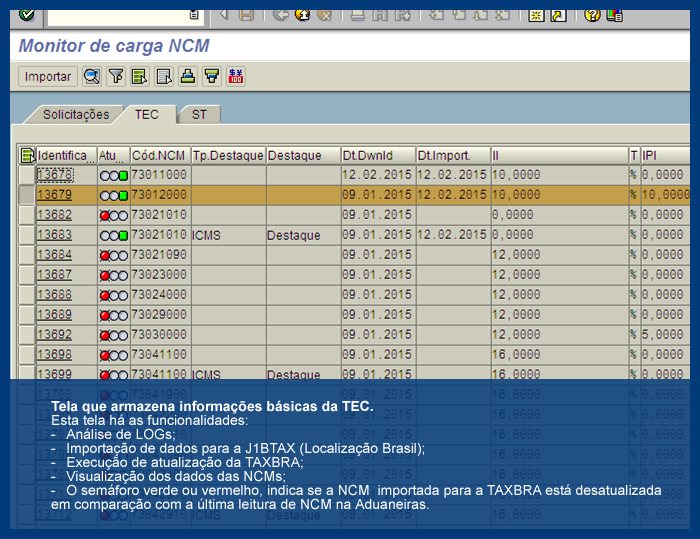 Monitor de carga NCM
Importar
Solicitações TEC ST
Identifica... Atu... Cód.NCM Tp.Destaque Destaque Dt.Dwnld Dt.Import. II T IPI
13678 73011000 12.02.2015 12.02.2015 10,0000 % 0,0000
13679 73012000 09.01.2015 12.02.2015 10,0000 % 10,0000
13682 73021010 09.01.2015 0,0000 % 0,0000
13683 73021010 ICMS Destaque 09.01.2015 12.02.2015 0,0000 % 0,0000
13684 73021090 09.01.2015 12,0000 % 0,0000
13687 73023000 09.01.2015 12,0000 % 0,0000
13688 73024000 09.01.2015 12,0000 % 0,0000
13689 73029000 09.01.2015 12,0000 % 0,0000
13692 73030000 09.01.2015 12,0000 % 5,0000
13698 73041100 09.01.2015 16,0000 % 0,0000
13699 73041100 ICMS Destaque 09.01.2015 16,0000 % 0,0000
Tela que armazena informações básicas da TEC.
Esta tela há as funcionalidades:
- Análise de LOGs;
- Importação de dados para a J1BTAX (Localização Brasil);
- Execução de atualização da TAXBRA;
- Visualização dos dados das NCMs;
- O semáforo verde ou vermelho, indica se a NCM importada para a TAXBRA está desatualizada
em comparação com a última leitura de NCM na Aduaneiras.